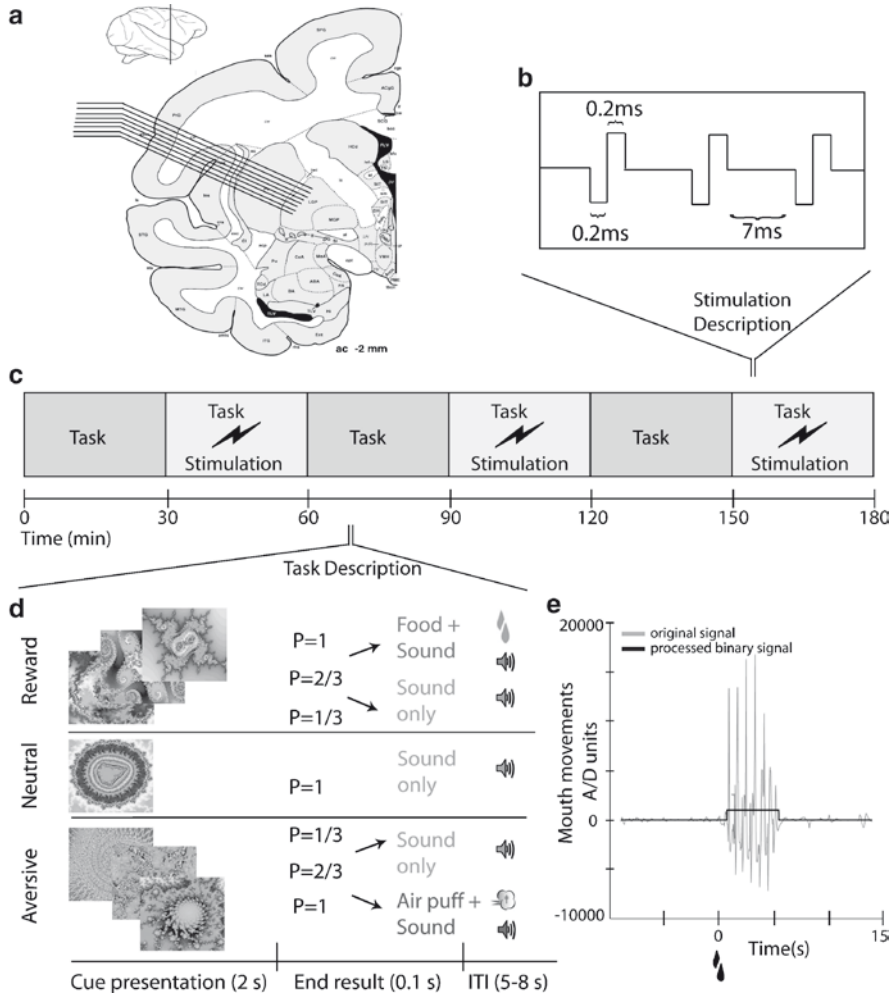 a
ac -2 mm
b
0.2ms
0.2ms
7ms
Stimulation
Description
c
Task
Task
Stimulation
Task
Task
Stimulation
Task
Task
Stimulation
0 30 60 90 120 150 180
Time (min)
Task Description
d
Reward
P=1
P=2/3
P=1/3
Food +
Sound
Sound
only
Neutral
P=1
Sound
only
Aversive
P=1/3
P=2/3
P=1
Sound
only
Air puff +
Sound
Cue presentation (2 s) End result (0.1 s) ITI (5-8 s)
e
original signal
processed binary signal
Mouth movements
A/D units
20000
0
-10000
0 15
Time(s)